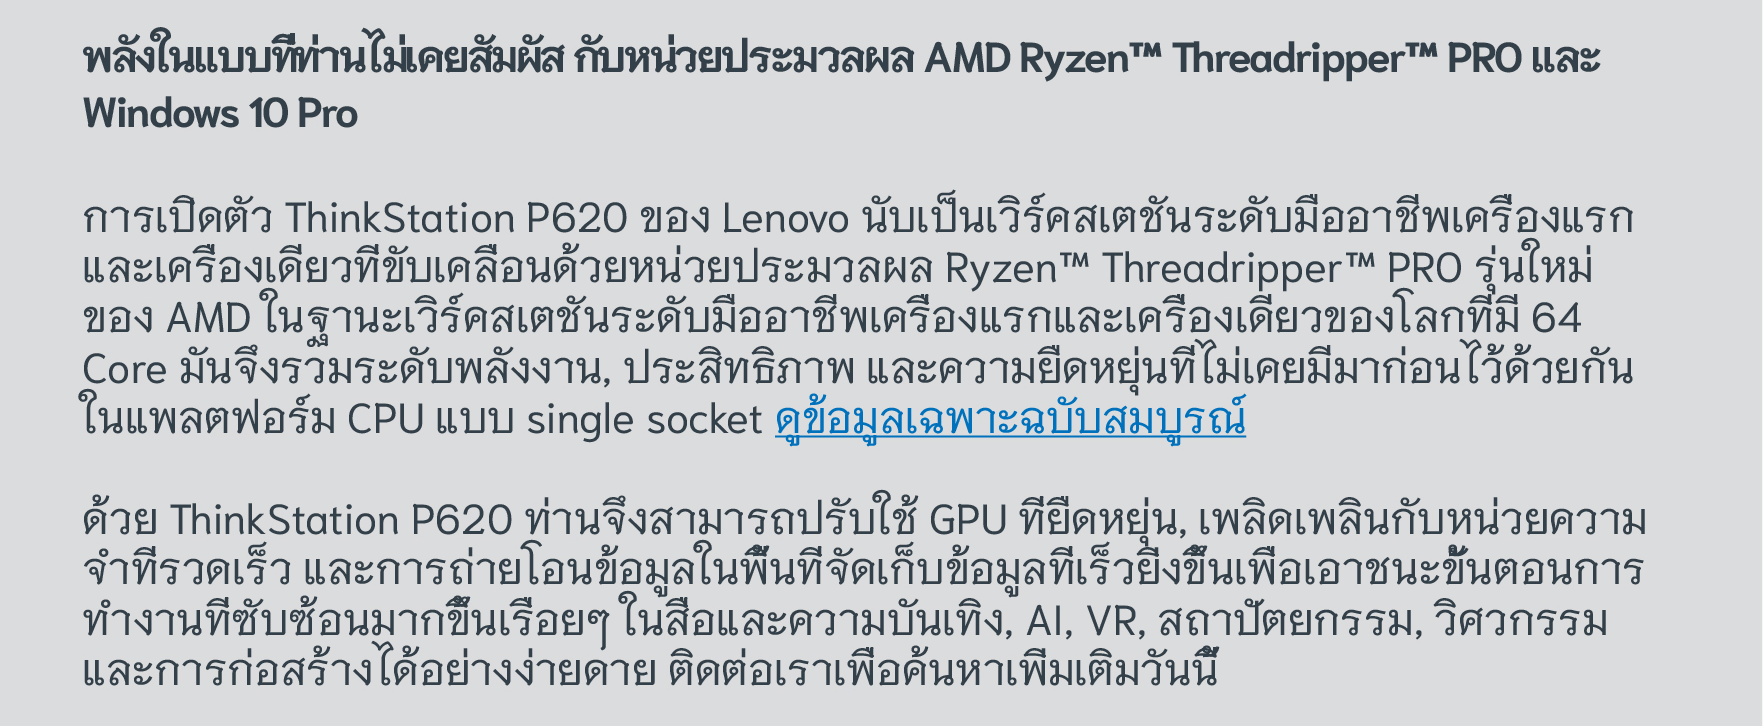 พลังในแบบที่ท่านไม่เคยสัมผัส กับหน่วยประมวลผล AMD Ryzen™ Threadripper™ PRO และ
Windows 10 Pro
การเปิดตัว ThinkStation P620 ของ Lenovo นับเป็นเวิร์คสเตชันระดับมืออาชีพเครื่องแรก
และเครื่องเดียวที่ขับเคลื่อนด้วยหน่วยประมวลผล Ryzen™ Threadripper™ PRO รุ่นใหม่
ของ AMD ในฐานะเวิร์คสเตชันระดับมืออาชีพเครื่องแรกและเครื่องเดียวของโลกที่มี 64
Core มันจึงรวมระดับพลังงาน, ประสิทธิภาพ และความยืดหยุ่นที่ไม่เคยมีมาก่อนไว้ด้วยกัน
ในแพลตฟอร์ม CPU แบบ single socket ดูข้อมูลเฉพาะฉบับสมบูรณ์
ด้วย ThinkStation P620 ท่านจึงสามารถปรับใช้ GPU ที่ยืดหยุ่น, เพลิดเพลินกับหน่วยความ
จำที่รวดเร็ว และการถ่ายโอนข้อมูลในพื้นที่จัดเก็บข้อมูลที่เร็วยิ่งขึ้นเพื่อเอาชนะขั้นตอนการ
ทำงานที่ซับซ้อนมากขึ้นเรื่อยๆ ในสื่อและความบันเทิง, AI, VR, สถาปัตยกรรม, วิศวกรรม
และการก่อสร้างได้อย่างง่ายดาย ติดต่อเราเพื่อค้นหาเพิ่มเติมวันนี้